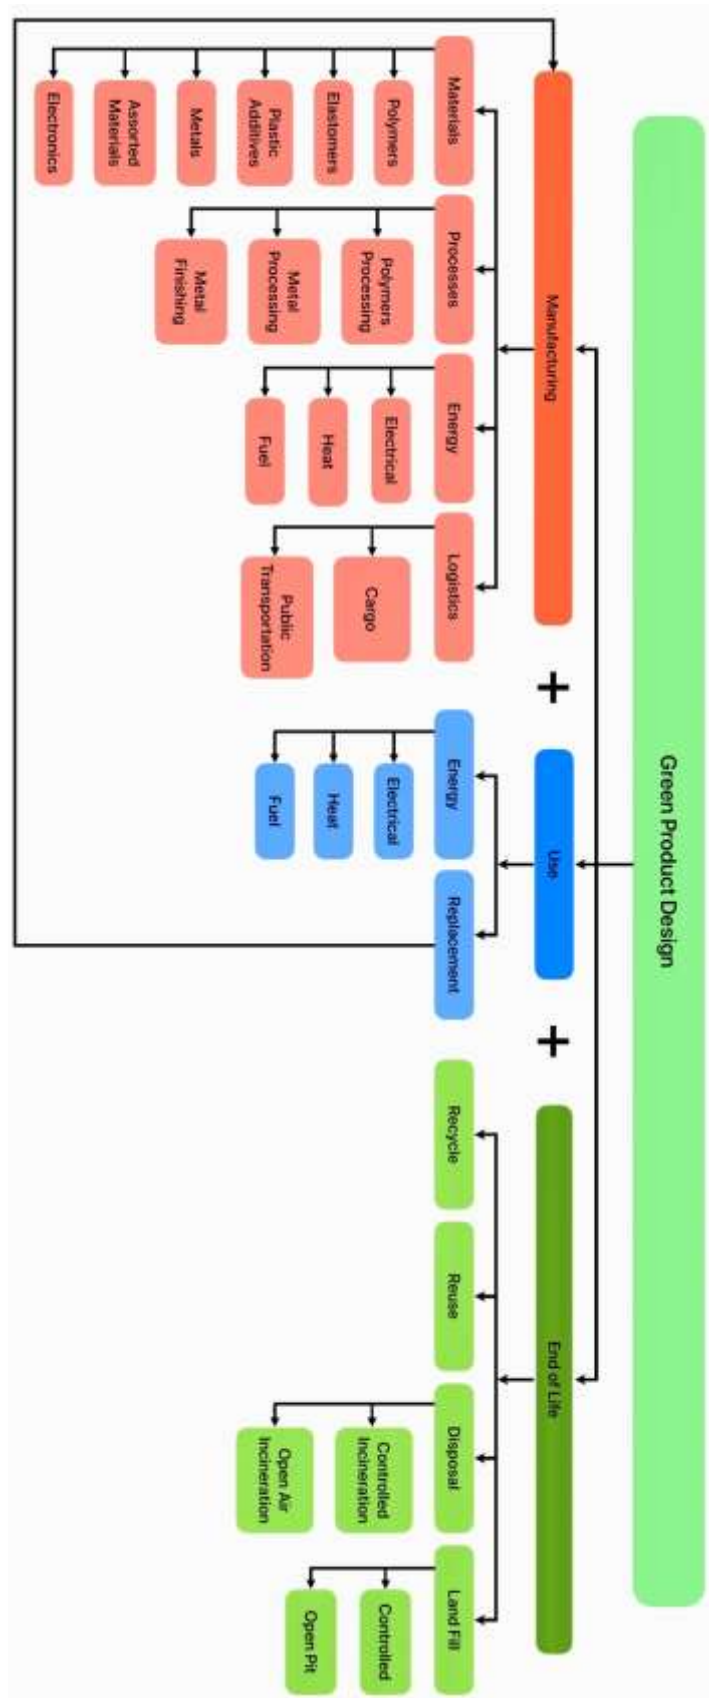 Green Product Design
Manufacturing
+
Use
+
End of Life
Materials
Polymers
Elastomers
Plastic
Additives
Metals
Assorted
Materials
Electronics
Processes
Polymers
Processing
Metal
Processing
Metal
Finishing
Energy
Electrical
Heat
Fuel
Logistics
Cargo
Public
Transportation
Energy
Electrical
Heat
Fuel
Replacement
Recycle
Reuse
Disposal
Controlled
Incineration
Open Air
Incineration
Land Fill
Controlled
Open Pit